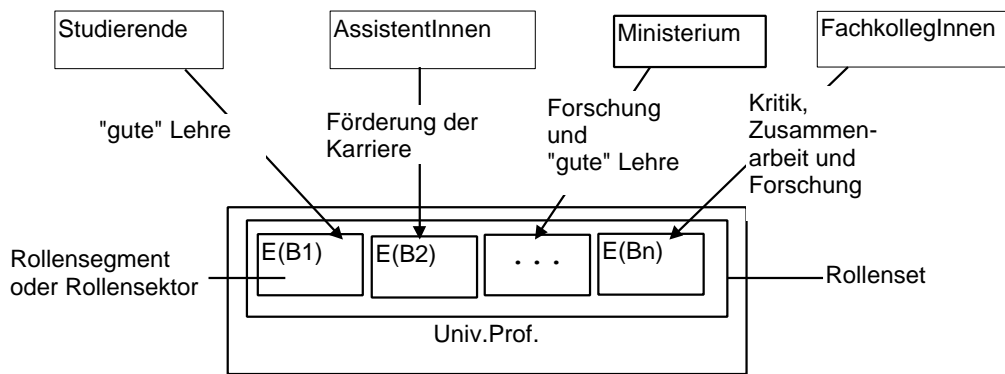 Studierende
AssistentInnen
Ministerium
FachkollegInnen
"gute" Lehre
Förderung der
Karriere
Forschung
und
"gute" Lehre
Kritik,
Zusammen-
arbeit und
Forschung
Rollensegment
oder Rollensektor
E(B1)
E(B2)
. . .
E(Bn)
Rollenset
Univ.Prof.